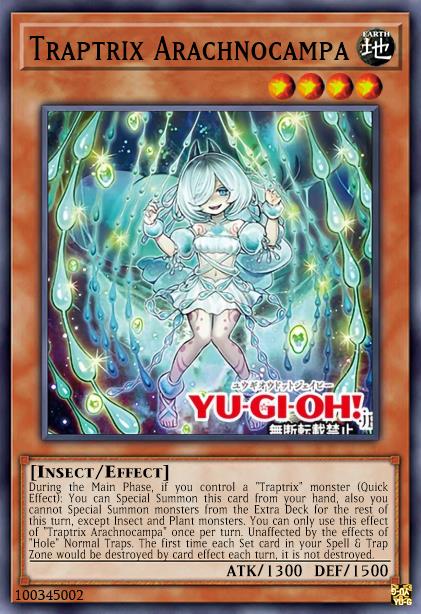 Traptrix Arachnocampa
EARTH
地
ユウギオウドットジェイピー
YU-GI-OH!
無断転載禁止
[Insect/Effect]
During the Main Phase, if you control a "Traptrix" monster (Quick
Effect): You can Special Summon this card from your hand, also you
cannot Special Summon monsters from the Extra Deck for the rest of
this turn, except Insect and Plant monsters. You can only use this effect
of "Traptrix Arachnocampa" once per turn. Unaffected by the effects of
"Hole" Normal Traps. The first time each Set card in your Spell & Trap
Zone would be destroyed by card effect each turn, it is not destroyed.
ATK/1300 DEF/1500
100345002